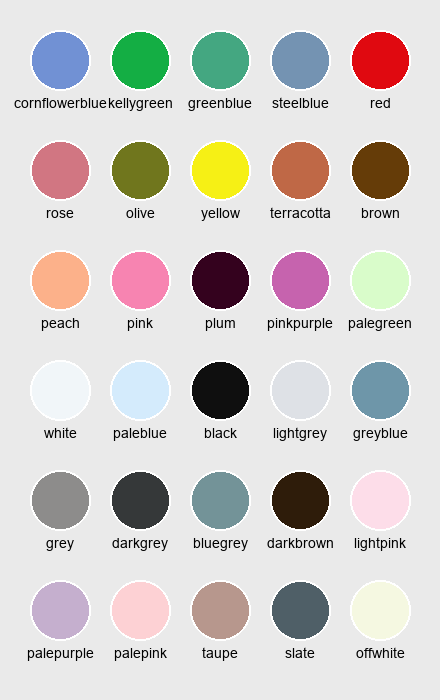 cornflowerblue kellygreen greenblue steelblue red
rose olive yellow terracotta brown
peach pink plum pinkpurple palegreen
white paleblue black lightgrey greyblue
grey darkgrey bluegrey darkbrown lightpink
palepurple palepink taupe slate offwhite